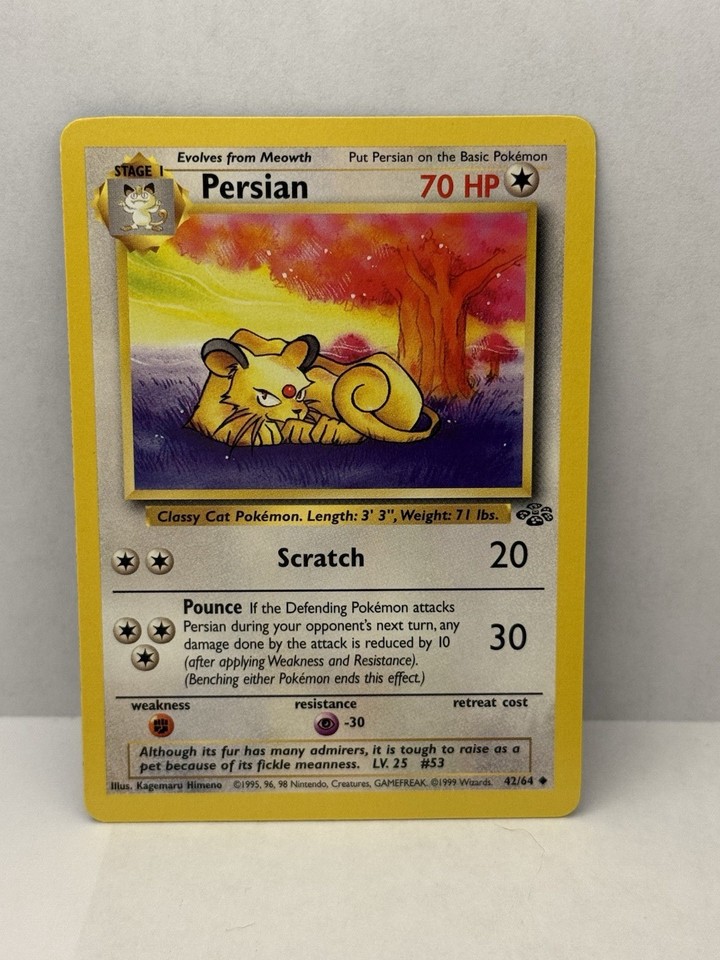 Evolves from Meowth Put Persian on the Basic Pokémon
STAGE 1
Persian 70 HP
Classy Cat Pokémon. Length: 3' 3", Weight: 71 lbs.
Scratch 20
Pounce If the Defending Pokémon attacks
Persian during your opponent's next turn, any
damage done by the attack is reduced by 10
(after applying Weakness and Resistance).
(Benching either Pokémon ends this effect.)
30
weakness resistance retreat cost
-30
Although its fur has many admirers, it is tough to raise as a
pet because of its fickle meanness. LV. 25 #53
Illus. Kagemaru Himeno ©1995, 96, 98 Nintendo, Creatures, GAMEFREAK. ©1999 Wizards. 42/64